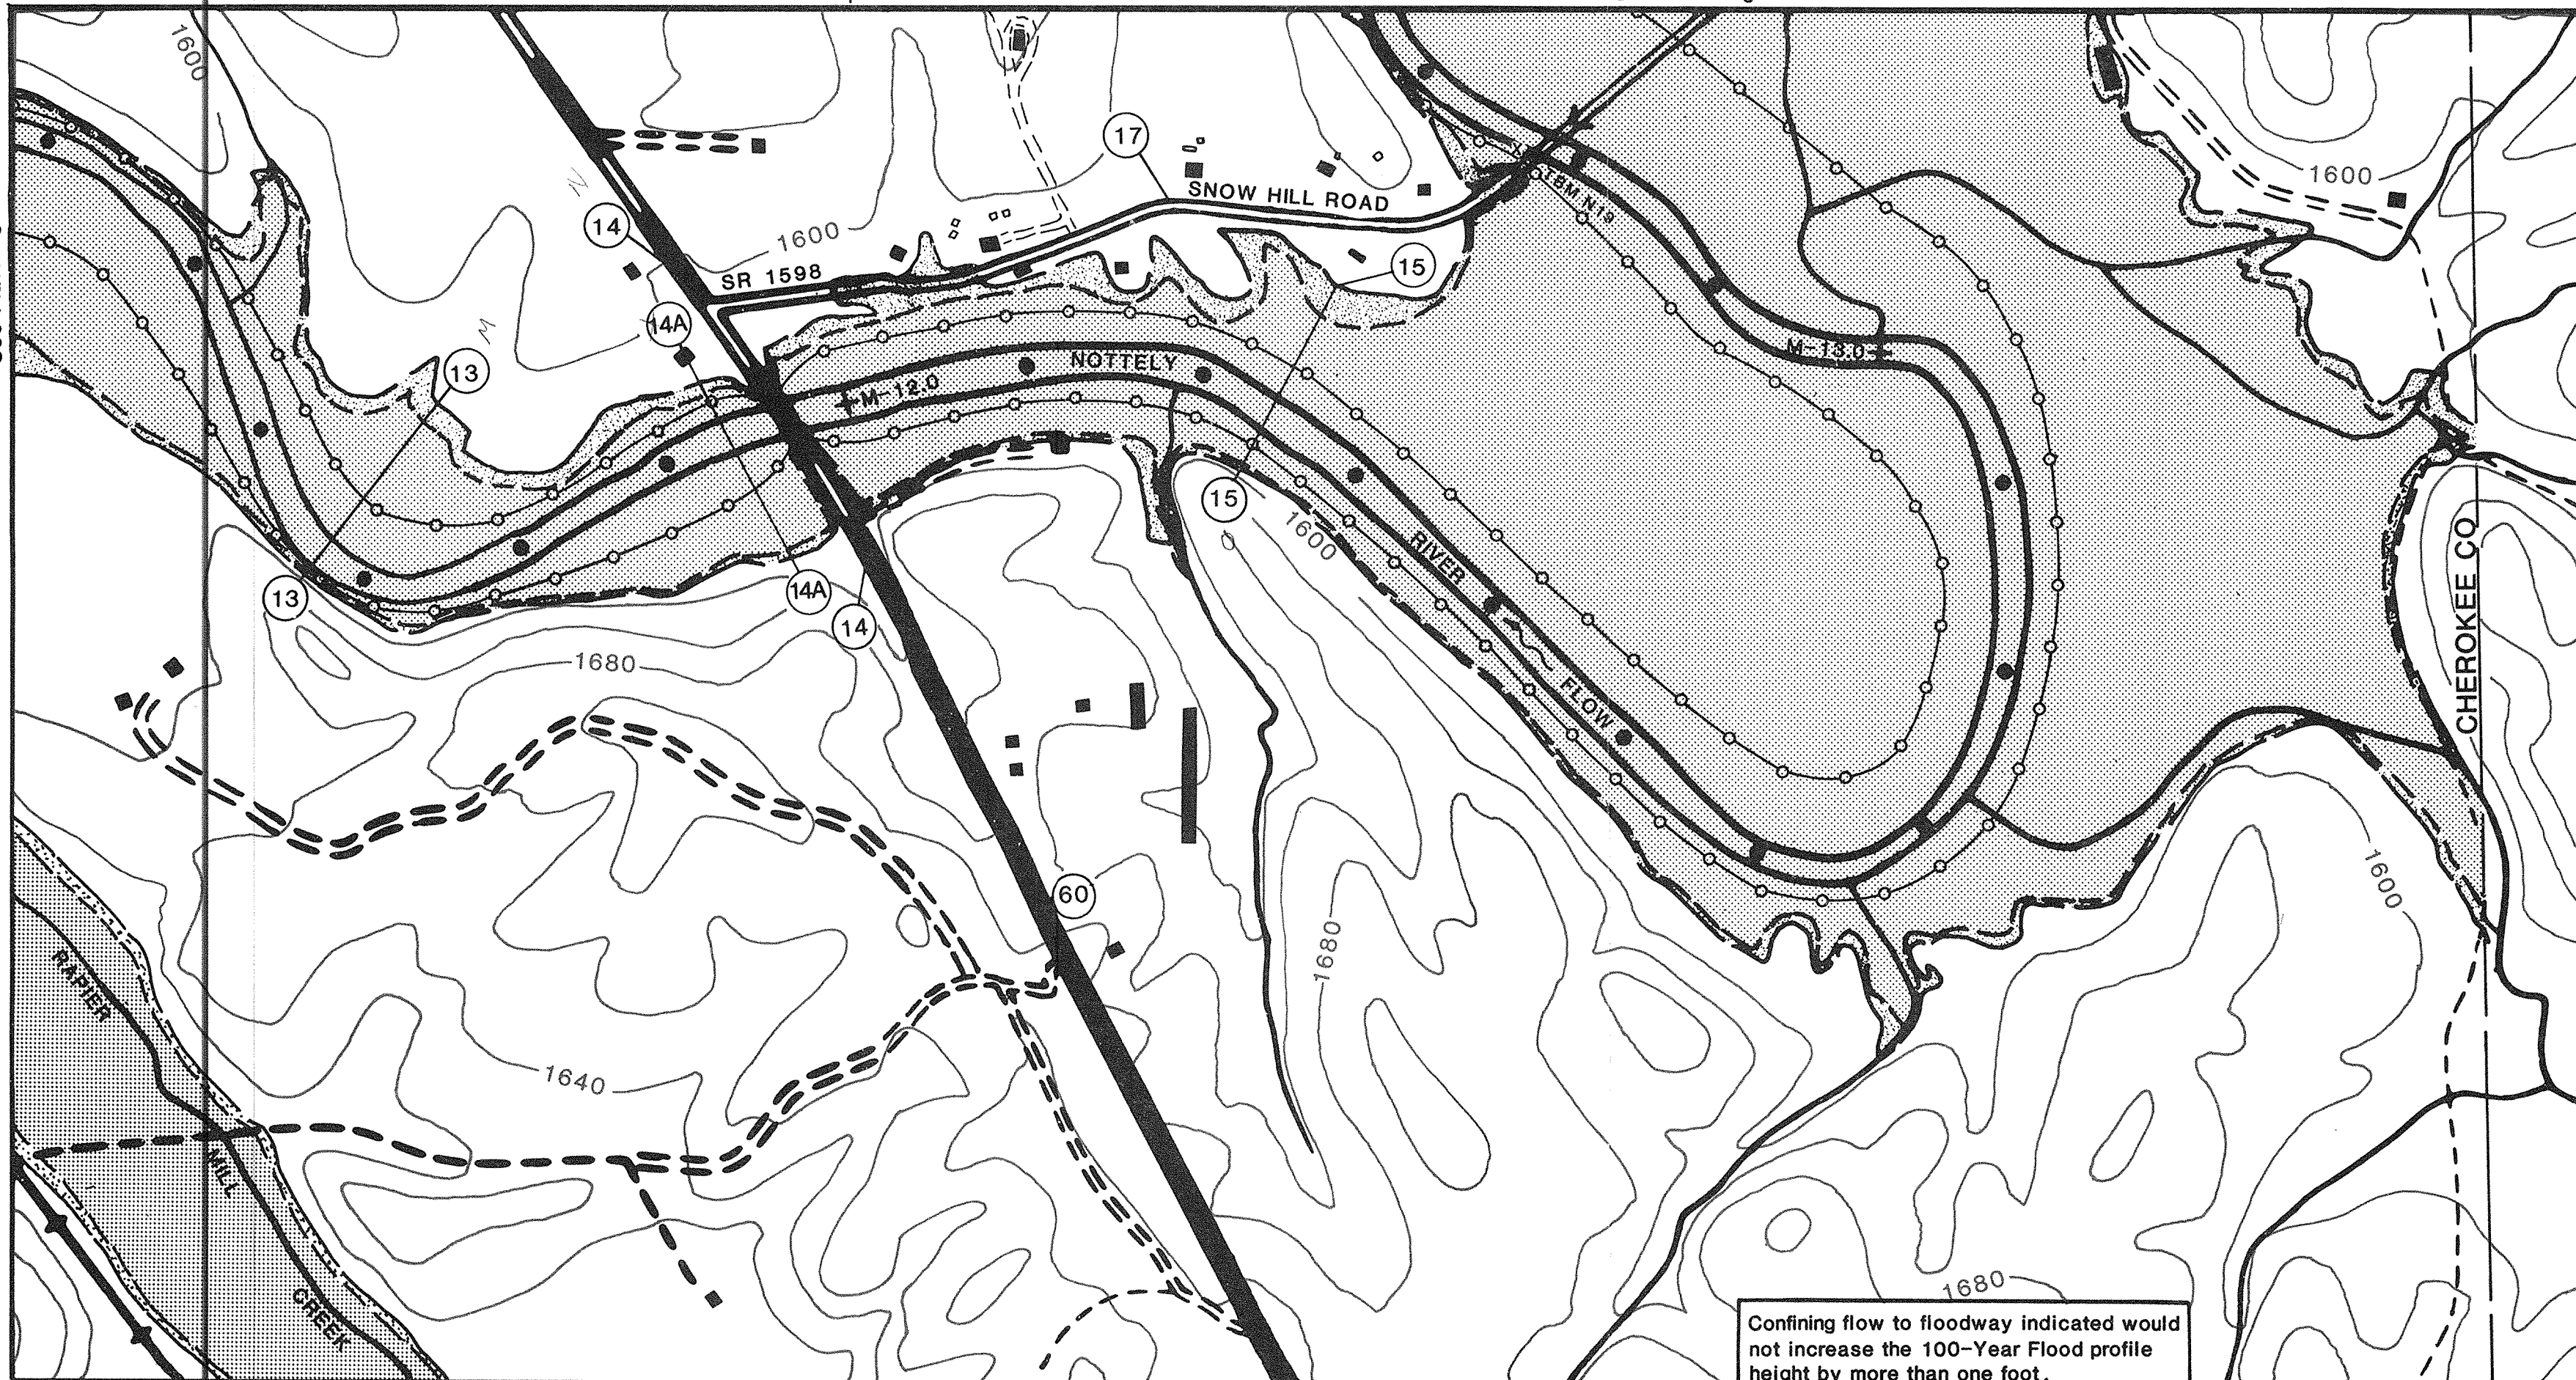 1600
17
SNOW HILL ROAD
TBM N19
1600
14
1600
SR 1598
15
14A
M
13
NOTTELY
M-12.0
M-13.0
15
1600
RIVER
CHEROKEE CO
13
14A
14
1680
FLOW
60
1600
RAPIER
1680
1640
MILL
CREEK
1680
Confining flow to floodway indicated would
not increase the 100-Year Flood profile
height by more than one foot.